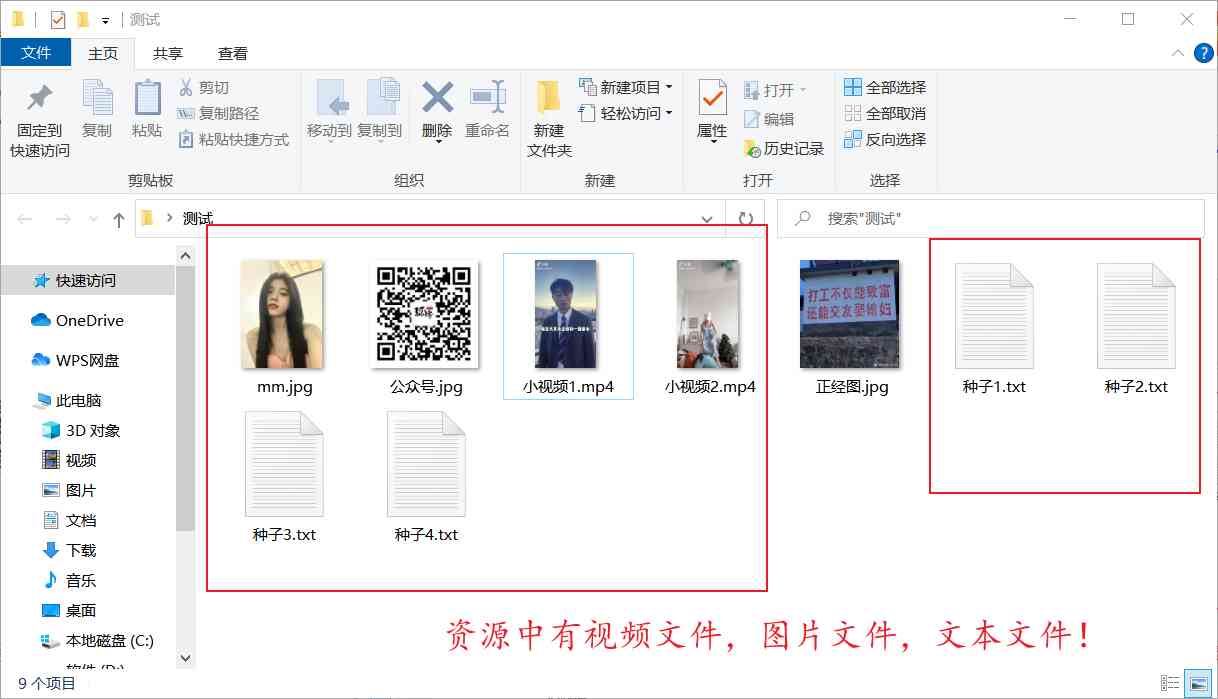 测试
文件 主页 共享 查看
固定到
快速访问
复制
粘贴
剪切
复制路径
粘贴快捷方式
剪贴板
移动到 复制到 删除 重命名
组织
新建
文件夹
新建项目
轻松访问
新建
属性
打开
编辑
历史记录
打开
全部选择
全部取消
反向选择
选择
测试
搜索"测试"
快速访问
OneDrive
WPS网盘
此电脑
3D 对象
视频
图片
文档
下载
音乐
桌面
本地磁盘 (C:)
软件 (D:)
打工不仅能致富
还能交友娶媳妇
mm.jpg 公众号.jpg 小视频1.mp4 小视频2.mp4 正经图.jpg 种子1.txt 种子2.txt
种子3.txt 种子4.txt
资源中有视频文件，图片文件，文本文件！
9 个项目